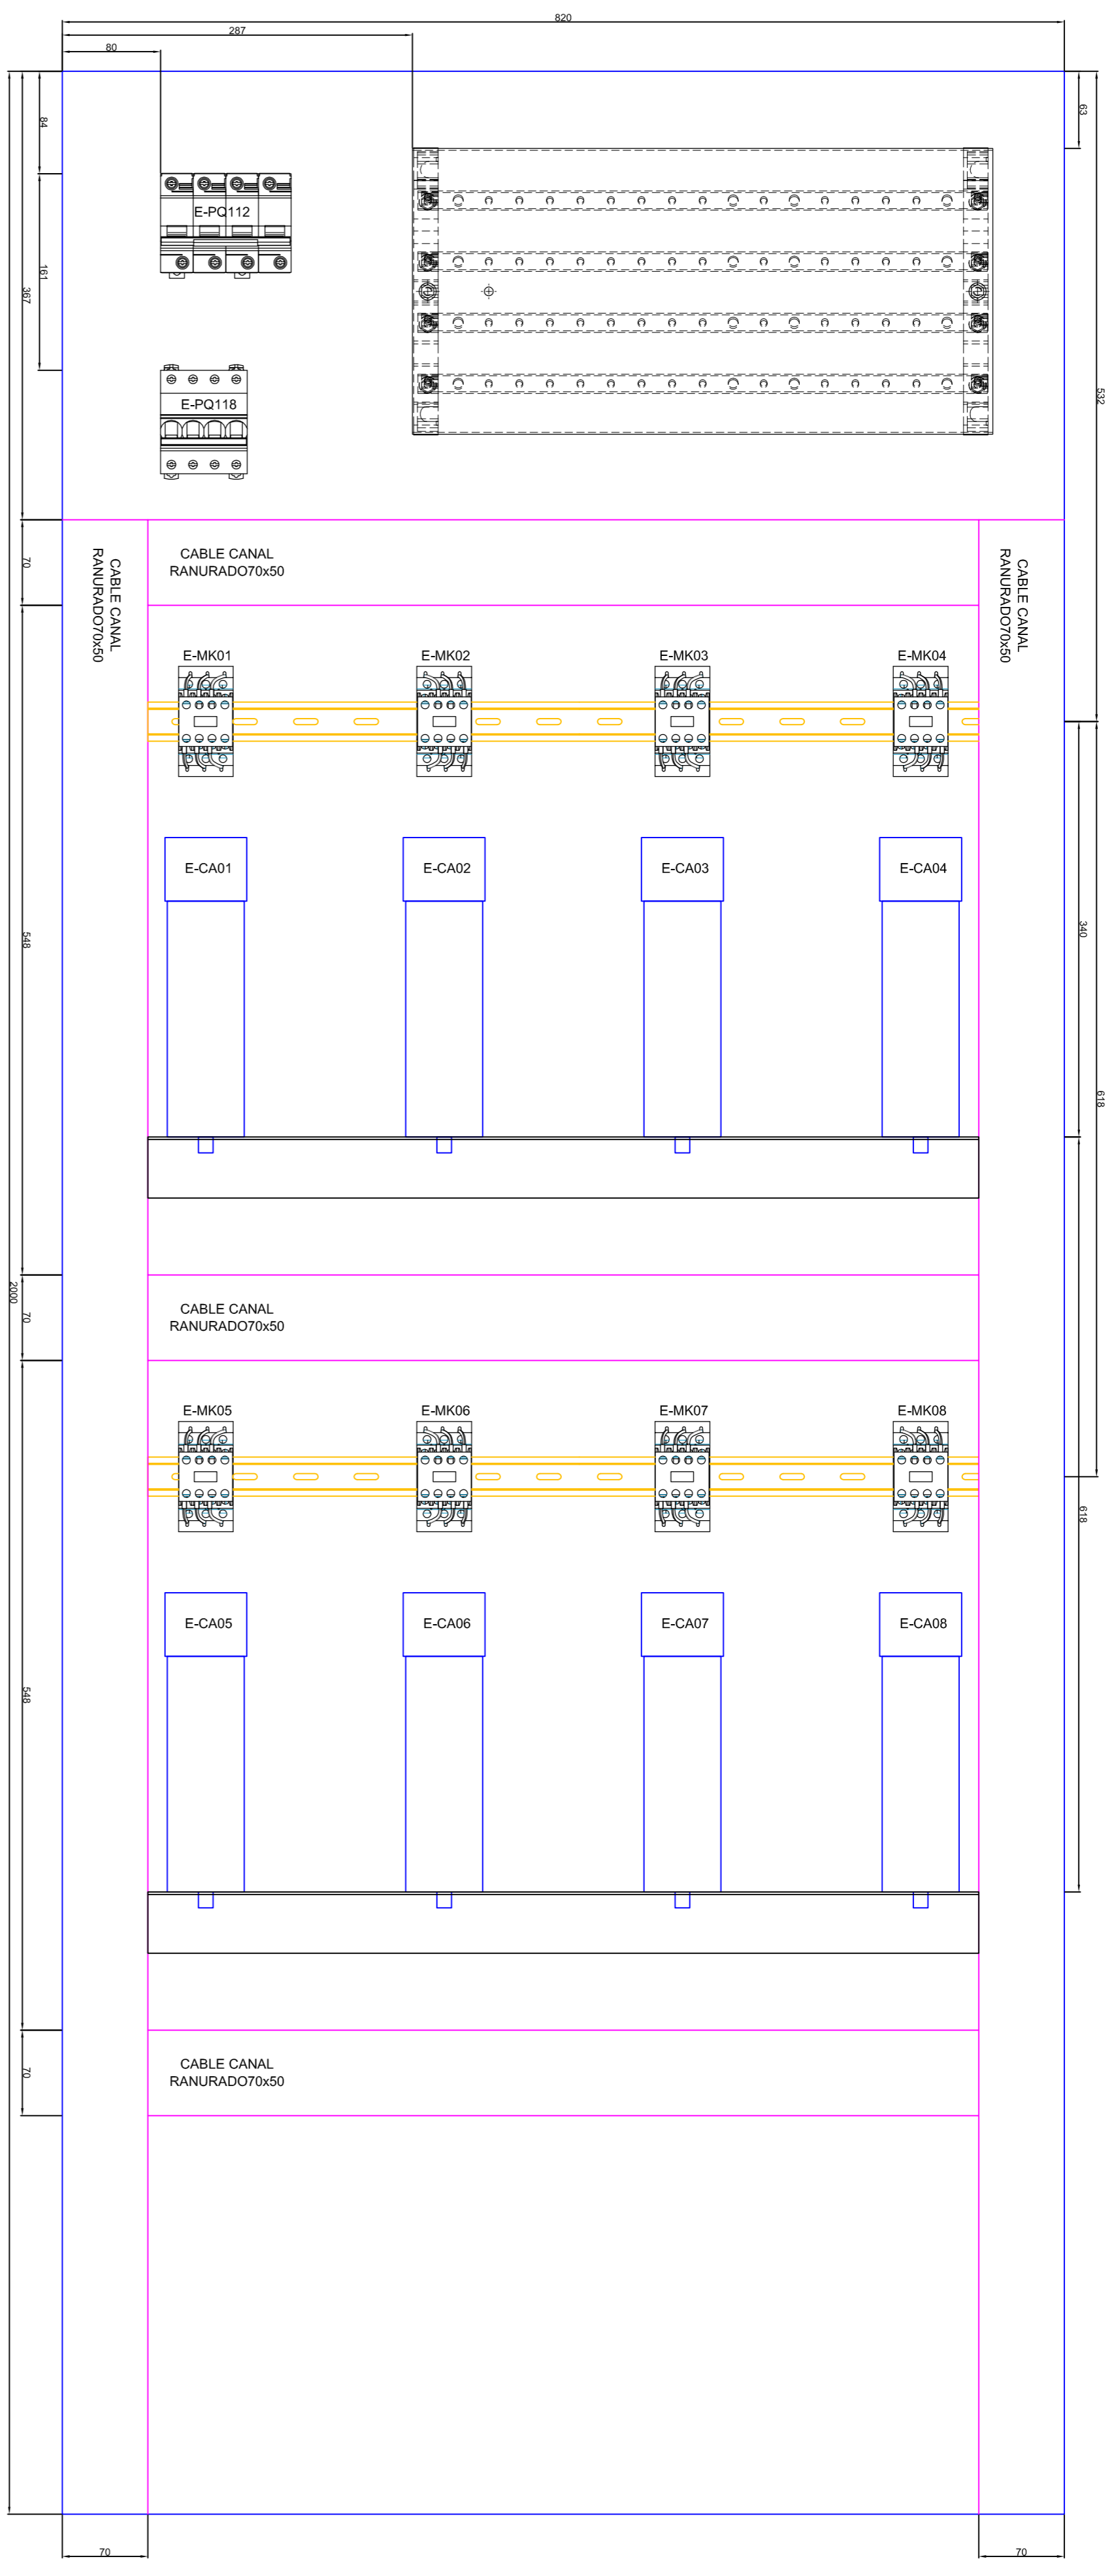 820
287
80
84
63
E-PQ112
161
367
532
E-PQ118
CABLE CANAL
RANURADO70x50
CABLE CANAL
RANURADO70x50
CABLE CANAL
RANURADO70x50
70
E-MK01
E-MK02
E-MK03
E-MK04
E-CA01
E-CA02
E-CA03
E-CA04
548
340
618
2000
70
CABLE CANAL
RANURADO70x50
E-MK05
E-MK06
E-MK07
E-MK08
618
E-CA05
E-CA06
E-CA07
E-CA08
548
70
CABLE CANAL
RANURADO70x50
70
70